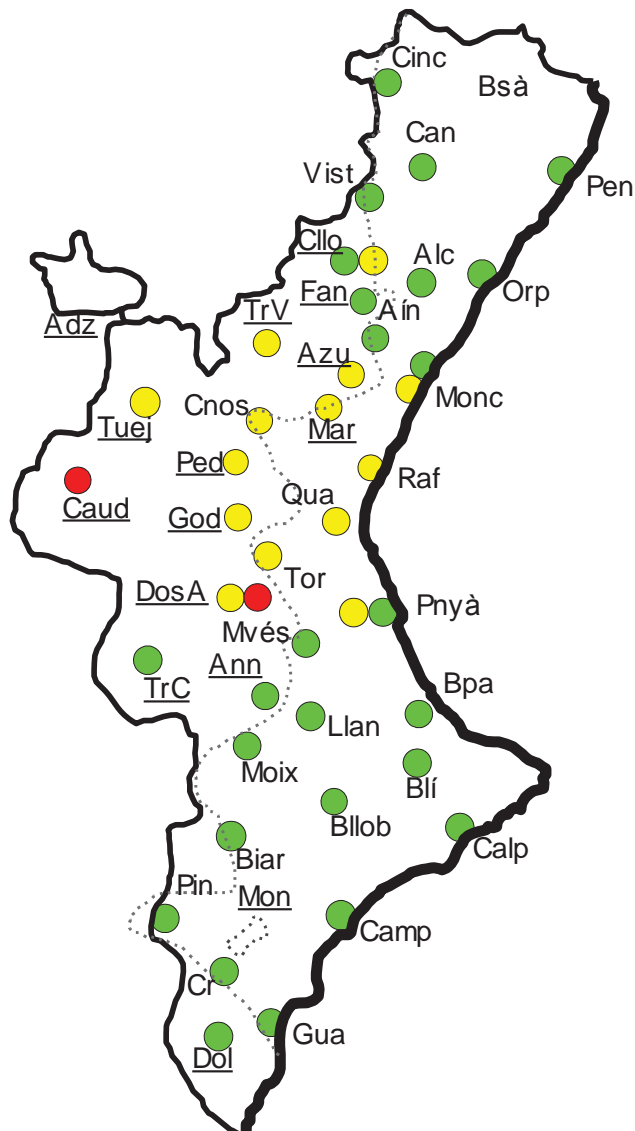 Cinc
Bsà
Can
Vist
Pen
Cllo
Alc
Fan
Orp
Aín
TrV
Adz
Azu
Monc
Tuej
Cnos
Mar
Ped
Raf
Caud
Qua
God
Tor
DosA
Pnyà
Mvés
Ann
TrC
Bpa
Llan
Moix
Blí
Bllob
Calp
Biar
Pin
Mon
Camp
Cr
Gua
Dol